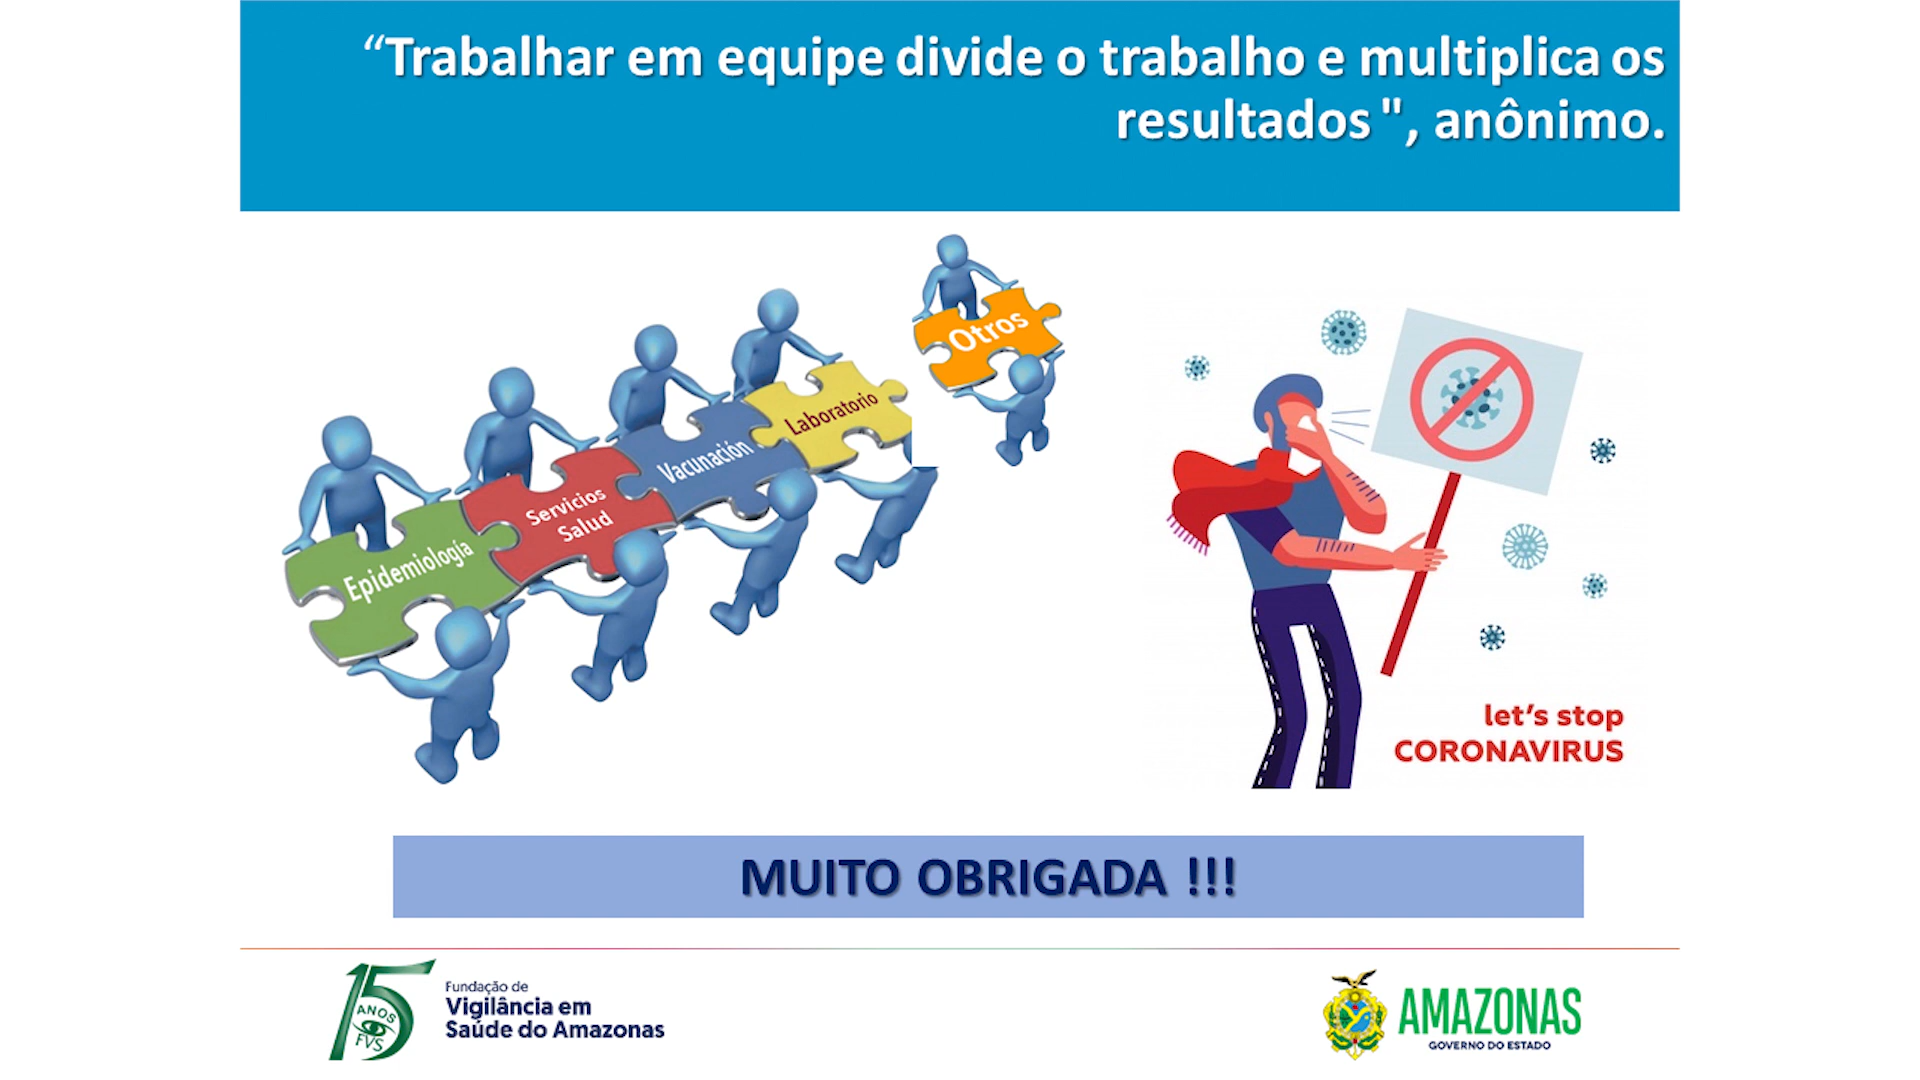 “Trabalhar em equipe divide o trabalho e multiplica os
resultados", anônimo.
Otros
Laboratorio
Vacunación
Servicios
Salud
Epidemiología
let’s stop
CORONAVIRUS
MUITO OBRIGADA !!!
15
ANOS
FVS
Fundação de
Vigilância em
Saúde do Amazonas
AMAZONAS
GOVERNO DO ESTADO